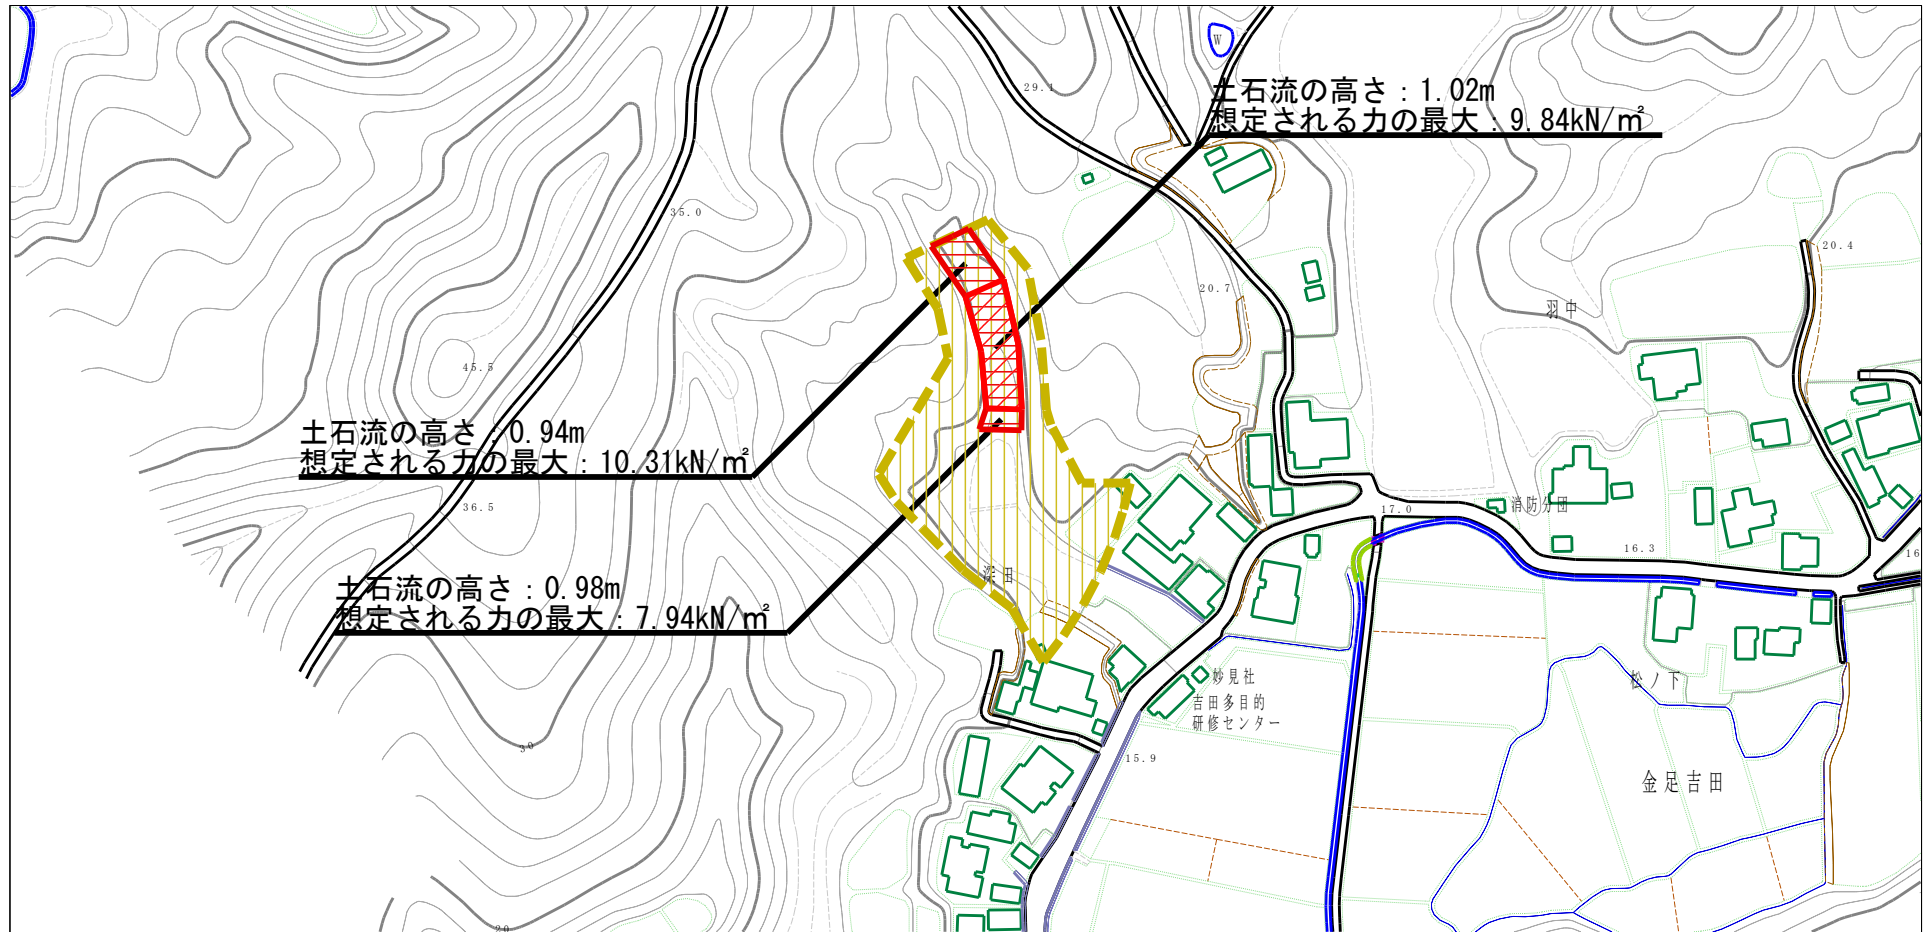 W
29.1
土石流の高さ：1.02m
想定される力の最大：9.84kN/㎡
35.0
20.4
20.7
羽中
45.5
土石流の高さ：0.94m
想定される力の最大：10.31kN/㎡
36.5
消防分団
17.0
16.3
16
深田
土石流の高さ：0.98m
想定される力の最大：7.94kN/㎡
妙見社
松ノ下
吉田多目的
研修センター
30
15.9
金足吉田
20